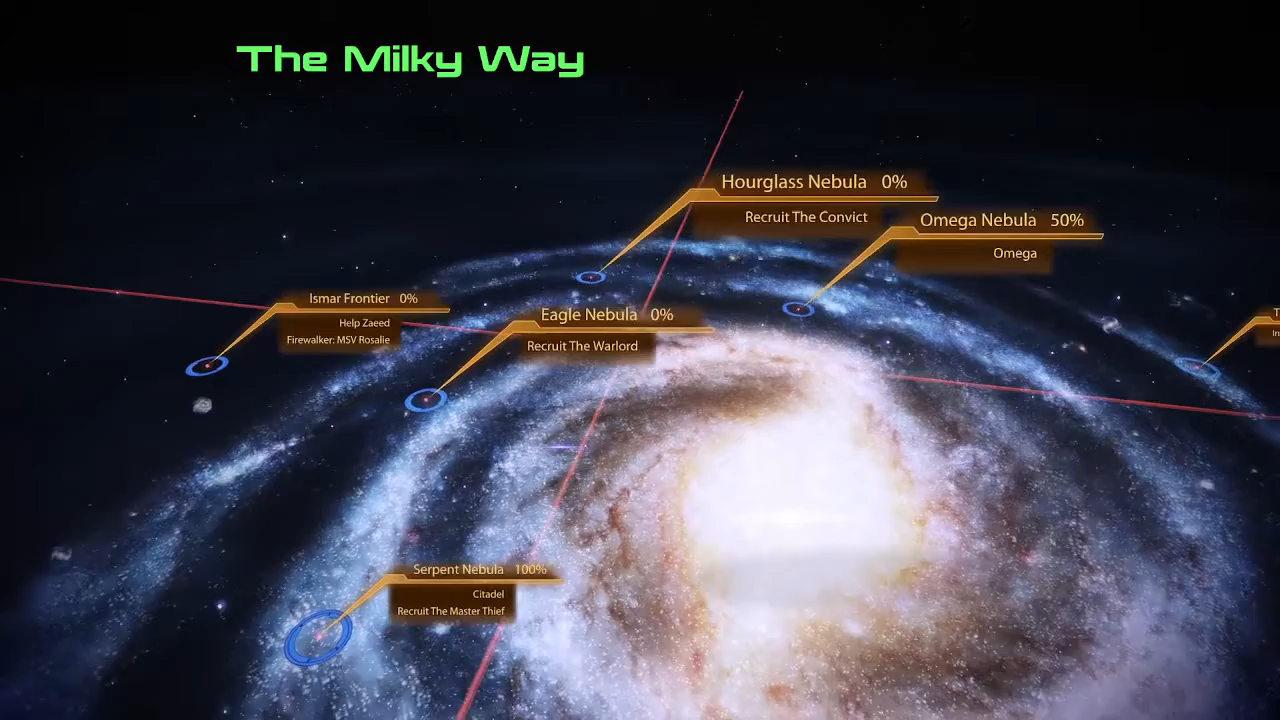 The Milky Way
Hourglass Nebula 0%
Recruit The Convict
Omega Nebula 50%
Omega
Ismar Frontier 0%
Help Zaeed
Firewalker: MSV Rosalie
Eagle Nebula 0%
Recruit The Warlord
Serpent Nebula 100%
Citadel
Recruit The Master Thief